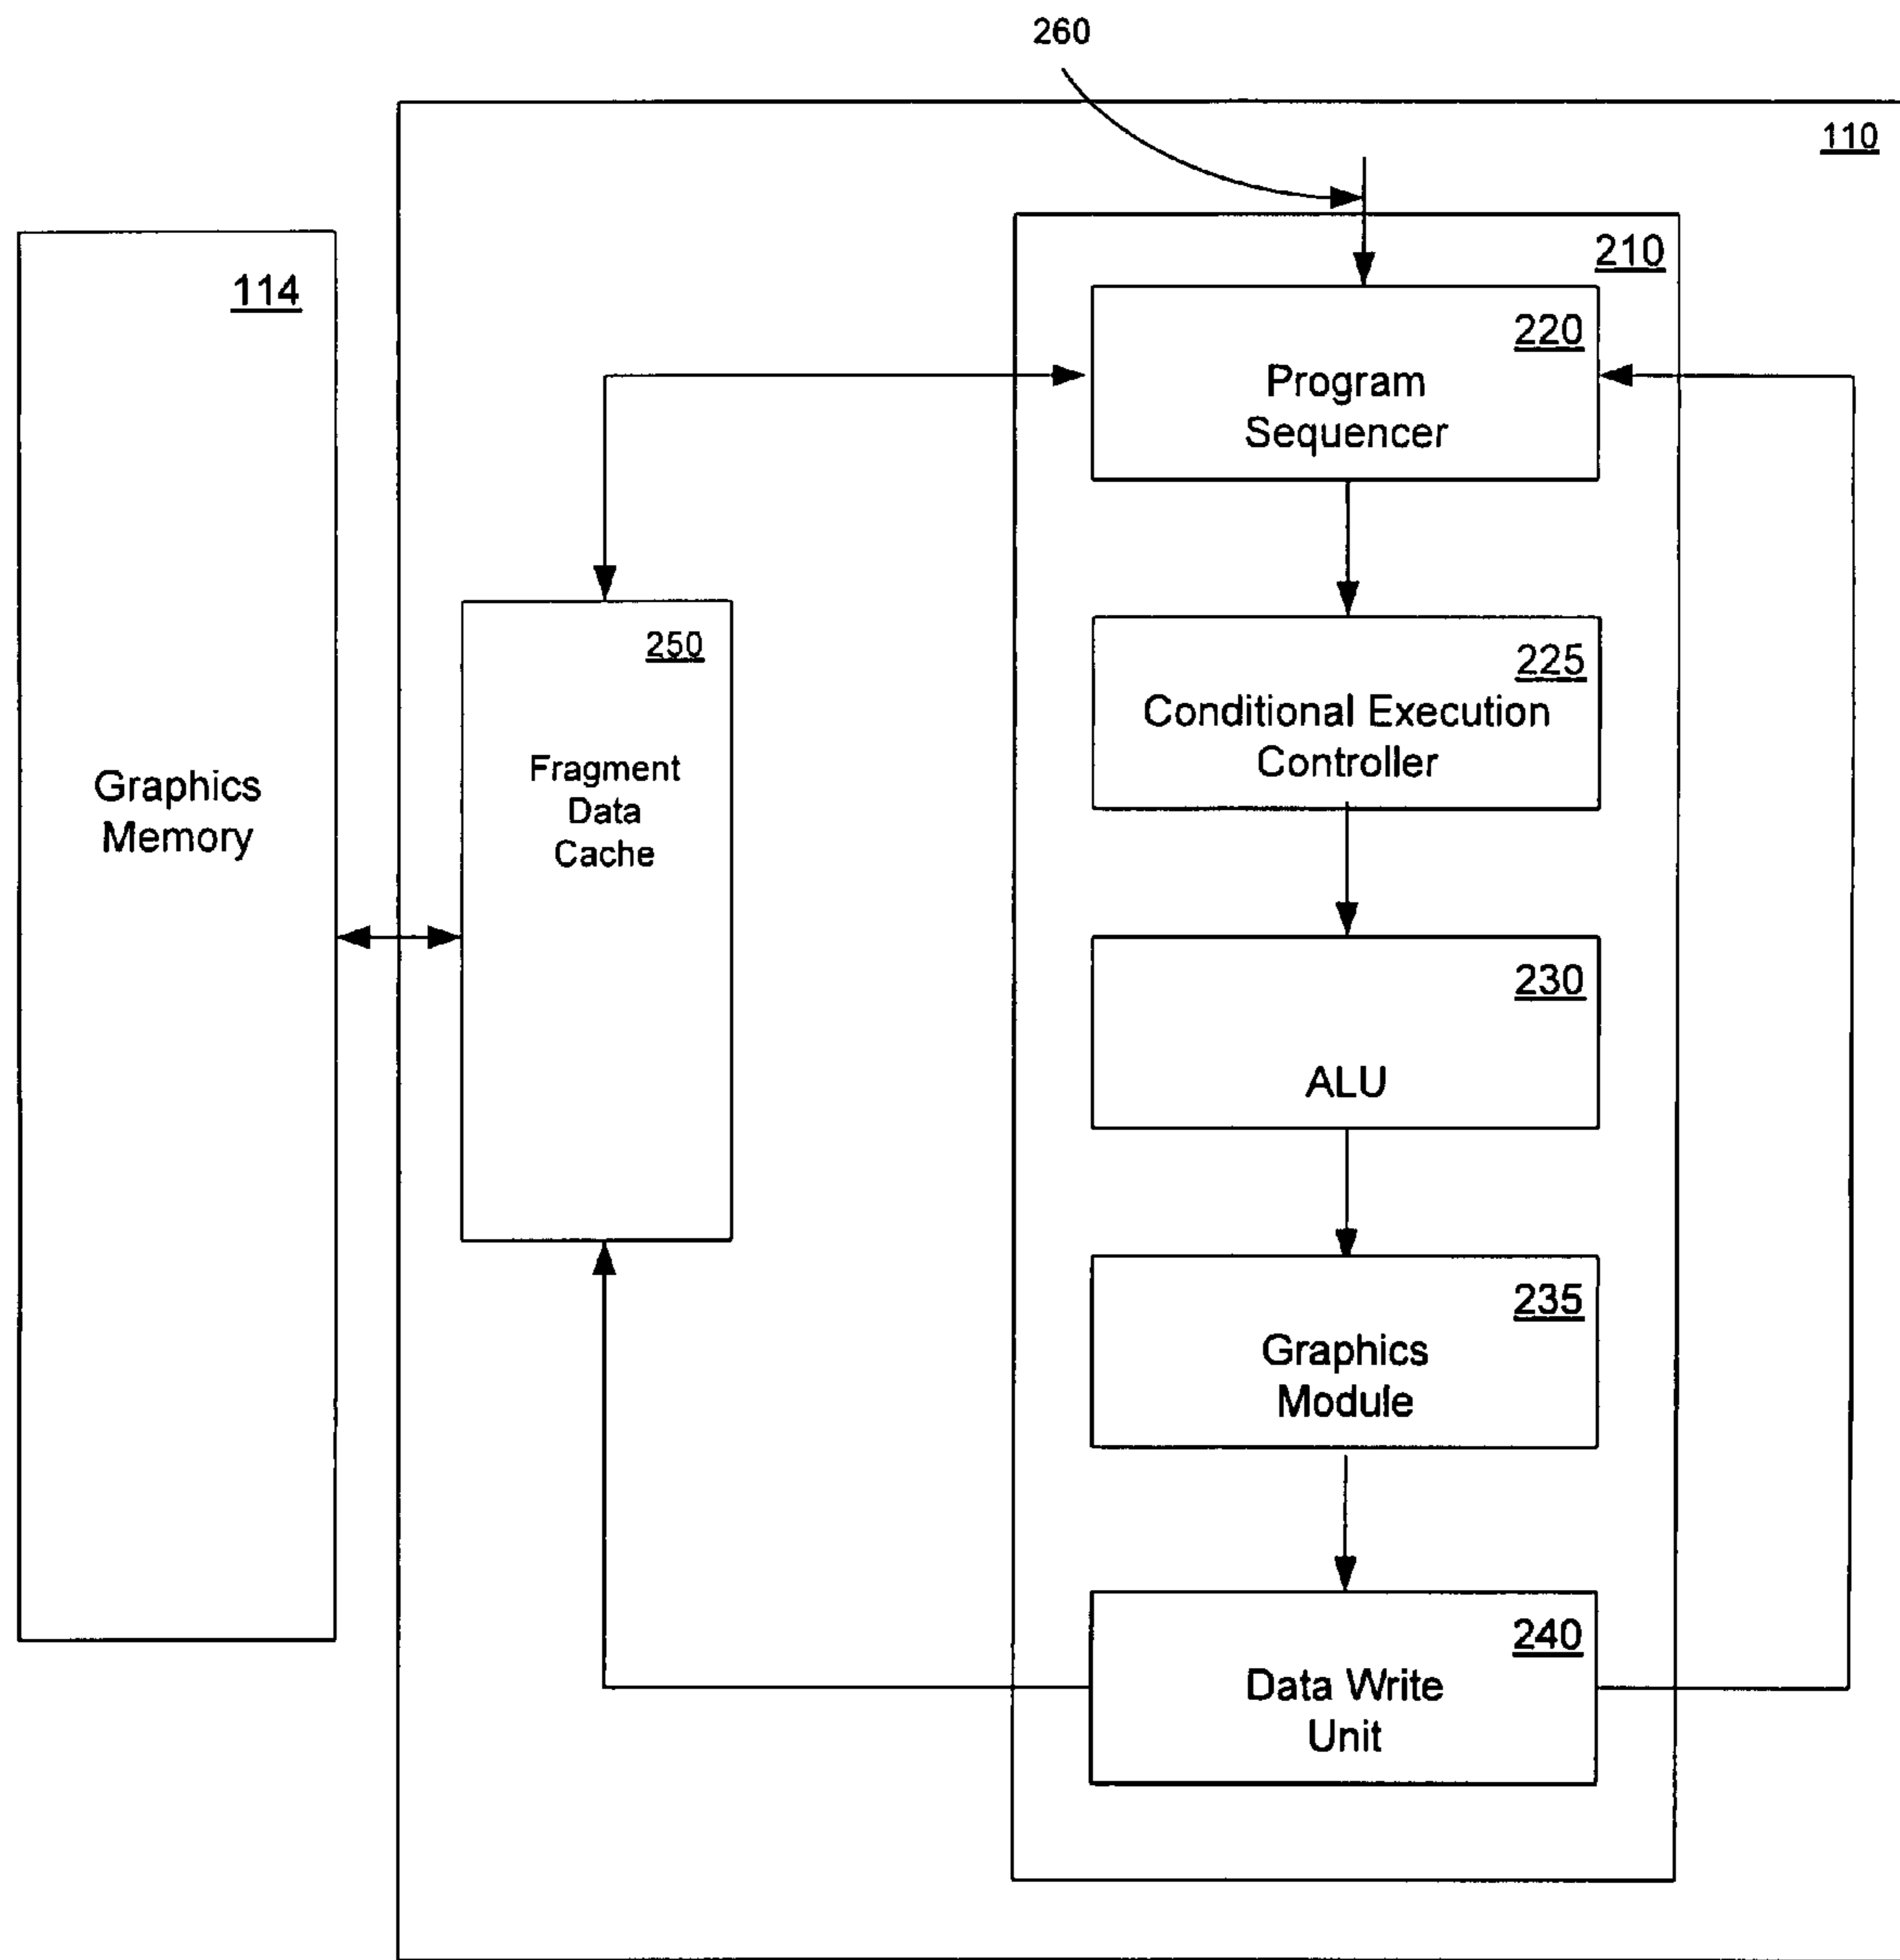 260
110
114
Graphics
Memory
250
Fragment
Data
Cache
210
220
Program
Sequencer
225
Conditional Execution
Controller
230
ALU
235
Graphics
Module
240
Data Write
Unit